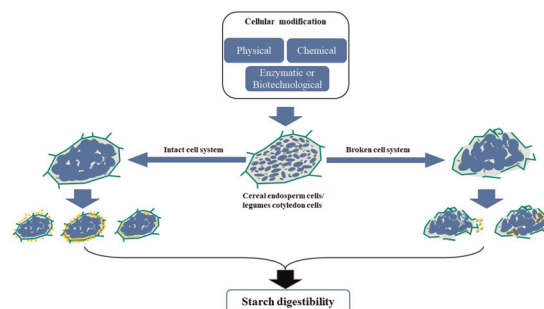 Cellular modification
Physical
Chemical
Enzymatic or
Biotechnological
Intact cell system
Broken cell system
Cereal endosperm cells/
legumes cotyledon cells
Starch digestibility